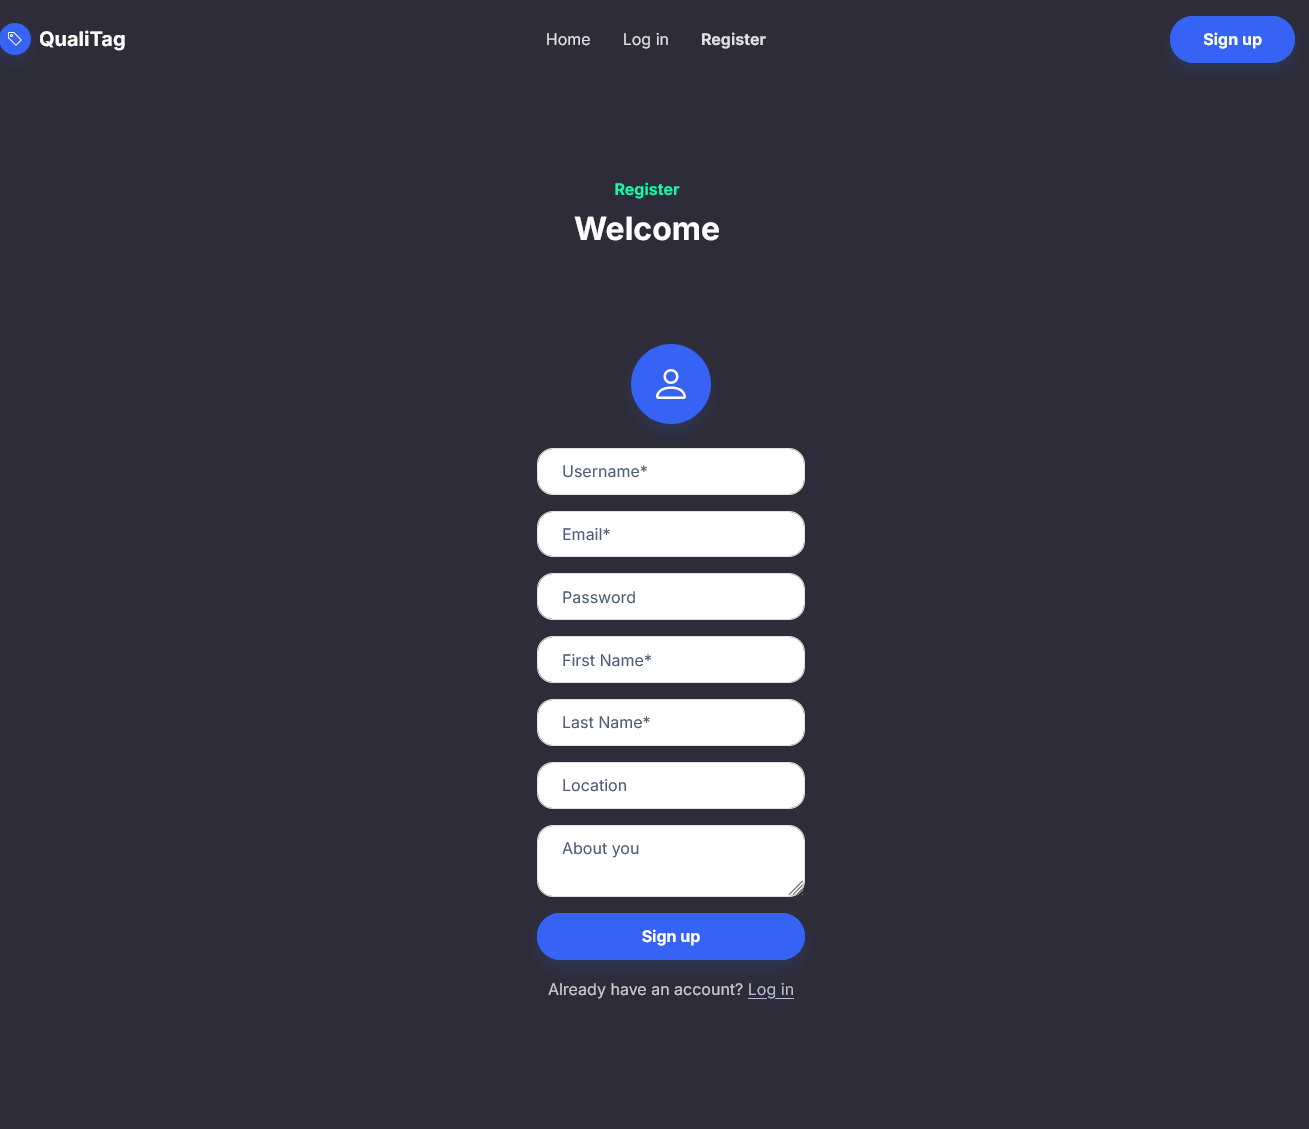 QualiTag
Home
Log in
Register
Sign up
Register
Welcome
Username*
Email*
Password
First Name*
Last Name*
Location
About you
Sign up
Already have an account? Log in